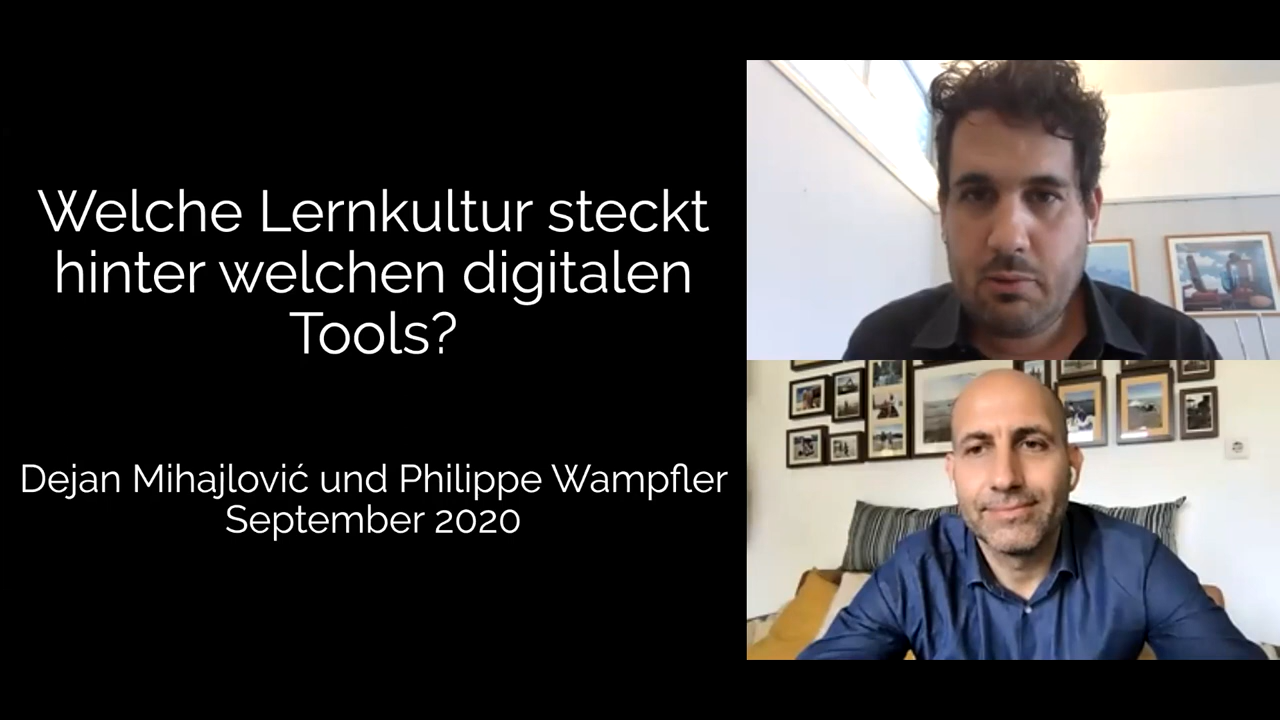 Welche Lernkultur steckt
hinter welchen digitalen
Tools?
Dejan Mihajlović und Philippe Wampfler
September 2020